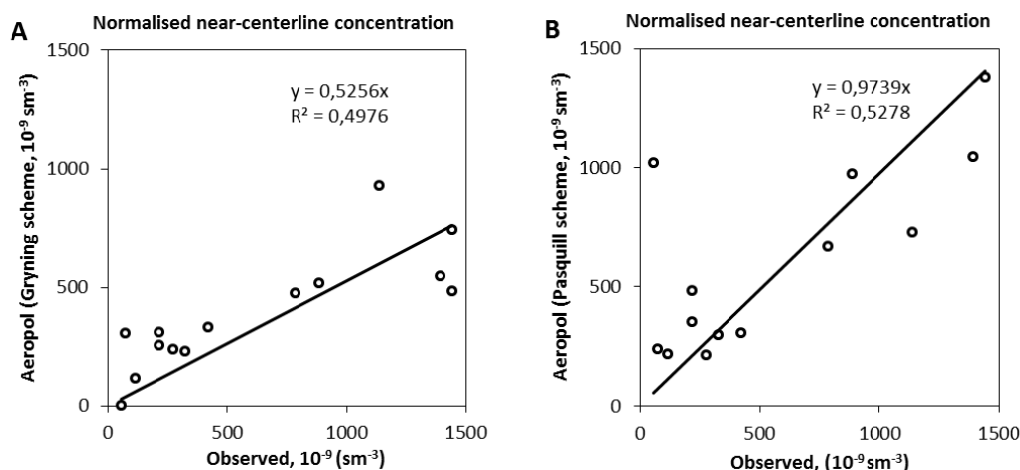 A
Normalised near-centerline concentration
1500
1000
500
0
y = 0,5256x
R² = 0,4976
Aeropol (Gryning scheme, 10⁻⁹ sm⁻³)
0 500 1000 1500
Observed, 10⁻⁹ (sm⁻³)
B
Normalised near-centerline concentration
1500
1000
500
0
y = 0,9739x
R² = 0,5278
Aeropol (Pasquill scheme, 10⁻⁹ sm⁻³)
0 500 1000 1500
Observed, (10⁻⁹ sm⁻³)